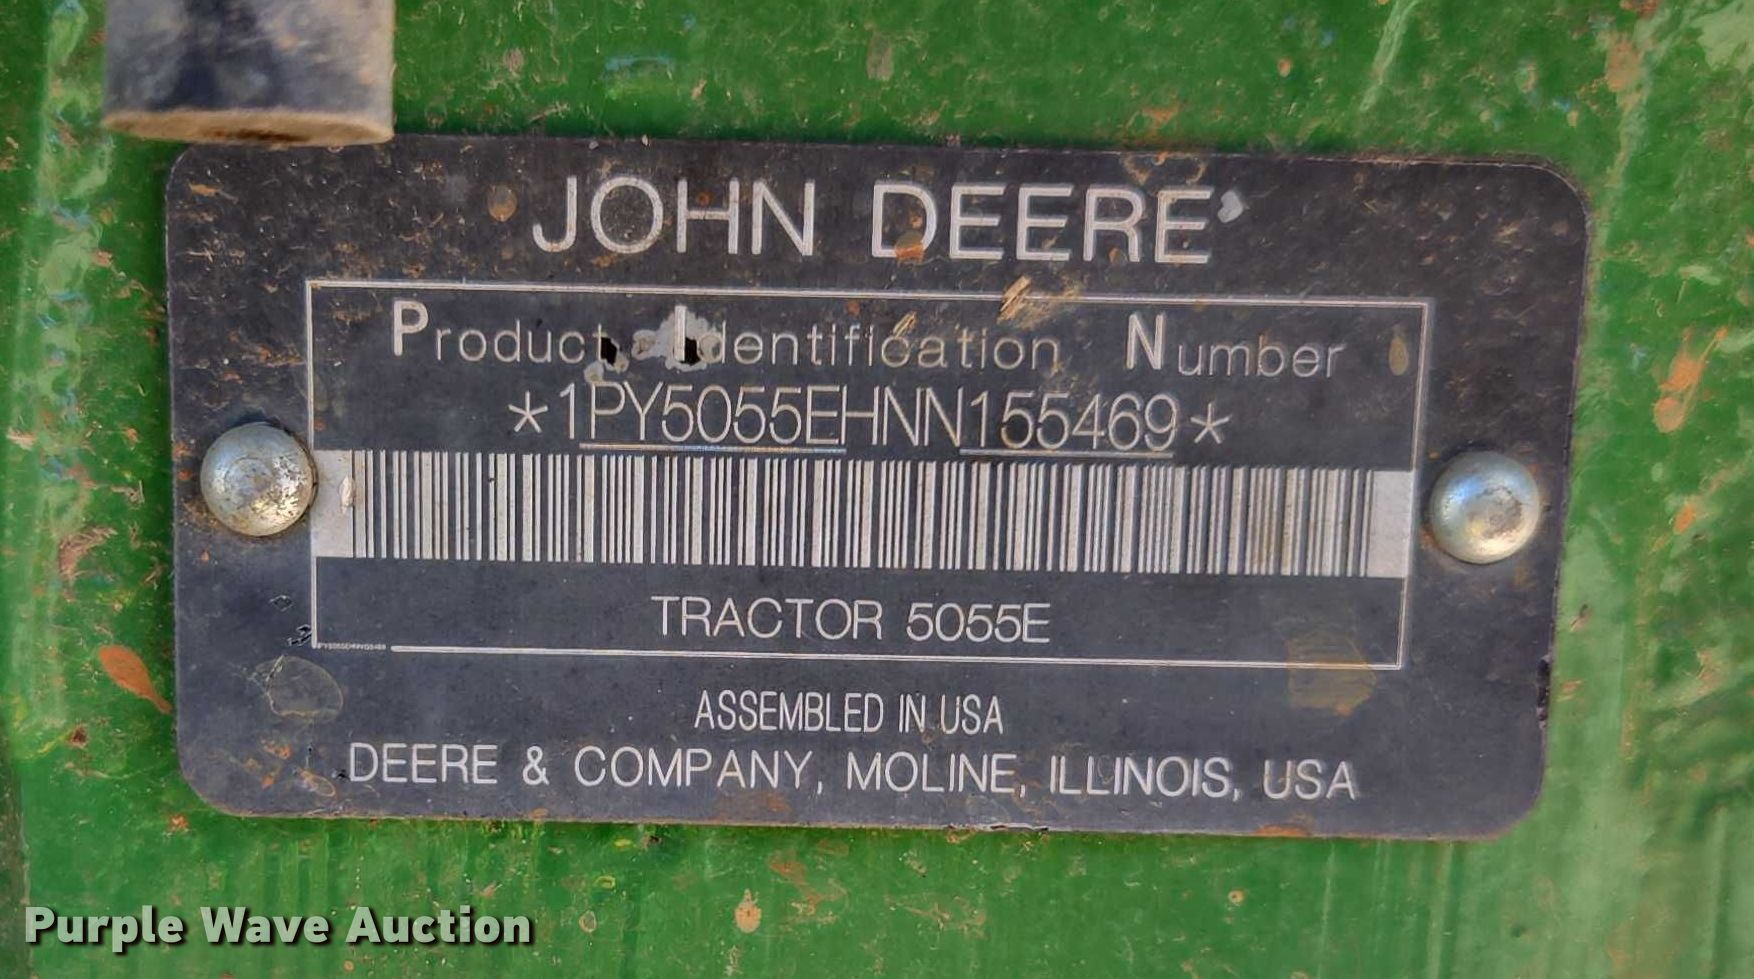 JOHN DEERE
Product Identification Number
*1PY5055EHNN155469*
TRACTOR 5055E
ASSEMBLED IN USA
DEERE & COMPANY, MOLINE, ILLINOIS, USA
Purple Wave Auction